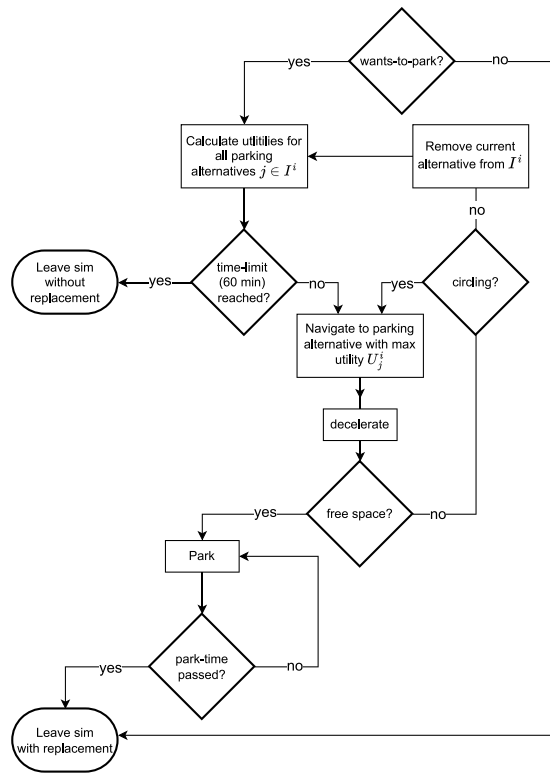 wants-to-park?
yes
no
Calculate utlitilies for
all parking
alternatives j ∈ I^i
Remove current
alternative from I^i
no
Leave sim
without
replacement
yes
time-limit
(60 min)
reached?
no
yes
circling?
Navigate to parking
alternative with max
utility U_j^i
decelerate
yes
free space?
no
Park
yes
park-time
passed?
no
Leave sim
with replacement